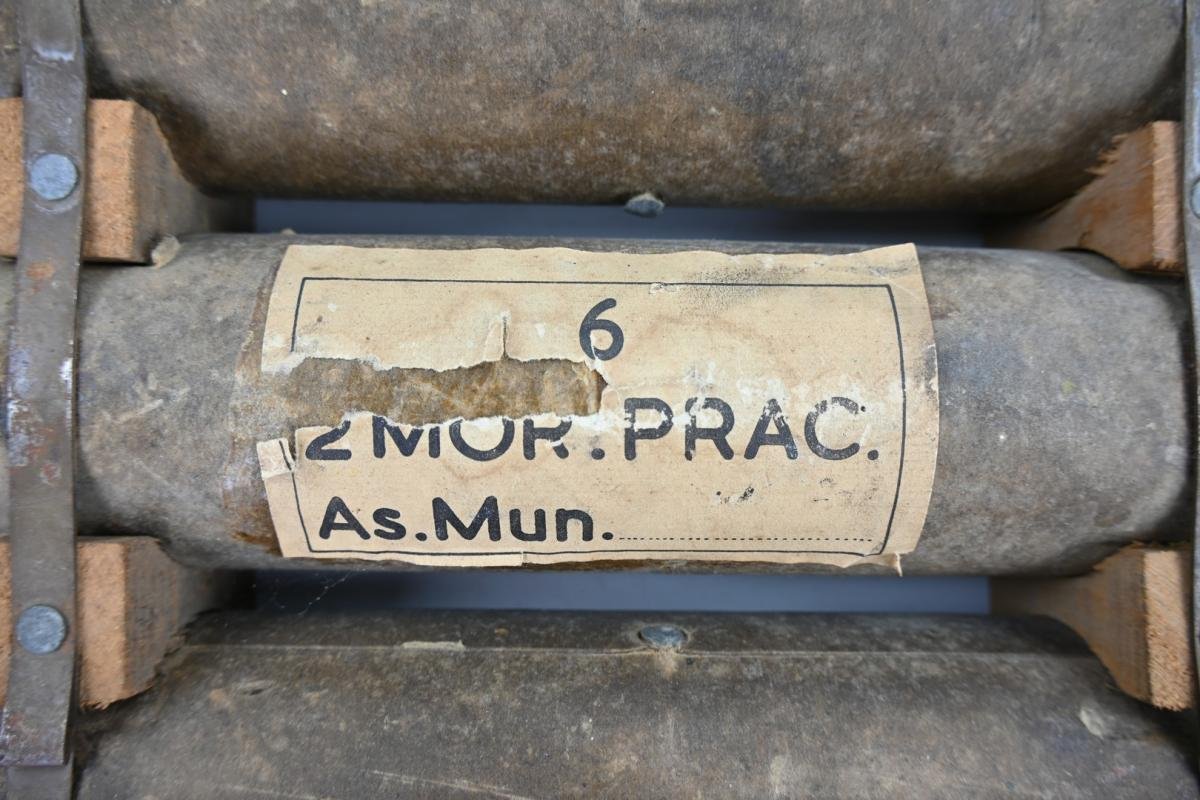 6
2 MOR. PRAC.
As. Mun.